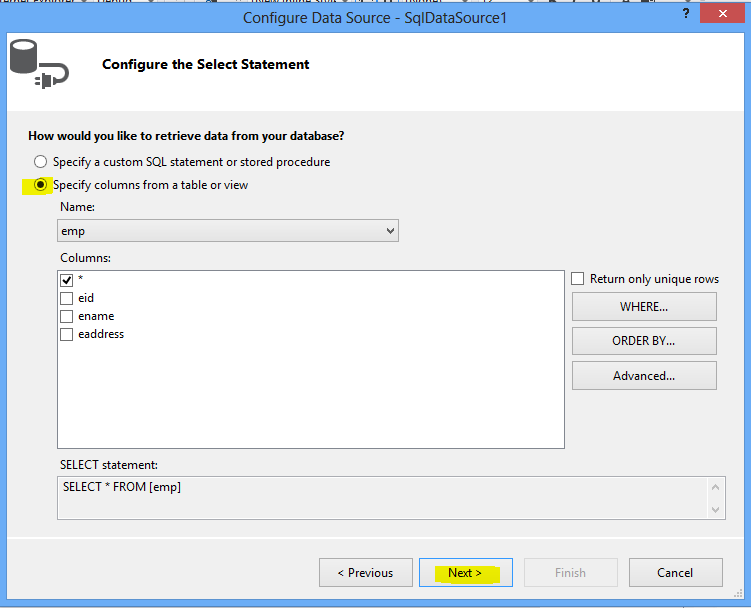 Configure Data Source - SqlDataSource1
?
Configure the Select Statement
How would you like to retrieve data from your database?
Specify a custom SQL statement or stored procedure
Specify columns from a table or view
Name:
emp
Columns:
*
Return only unique rows
eid
WHERE...
ename
eaddress
ORDER BY...
Advanced...
SELECT statement:
SELECT * FROM [emp]
< Previous
Next >
Finish
Cancel